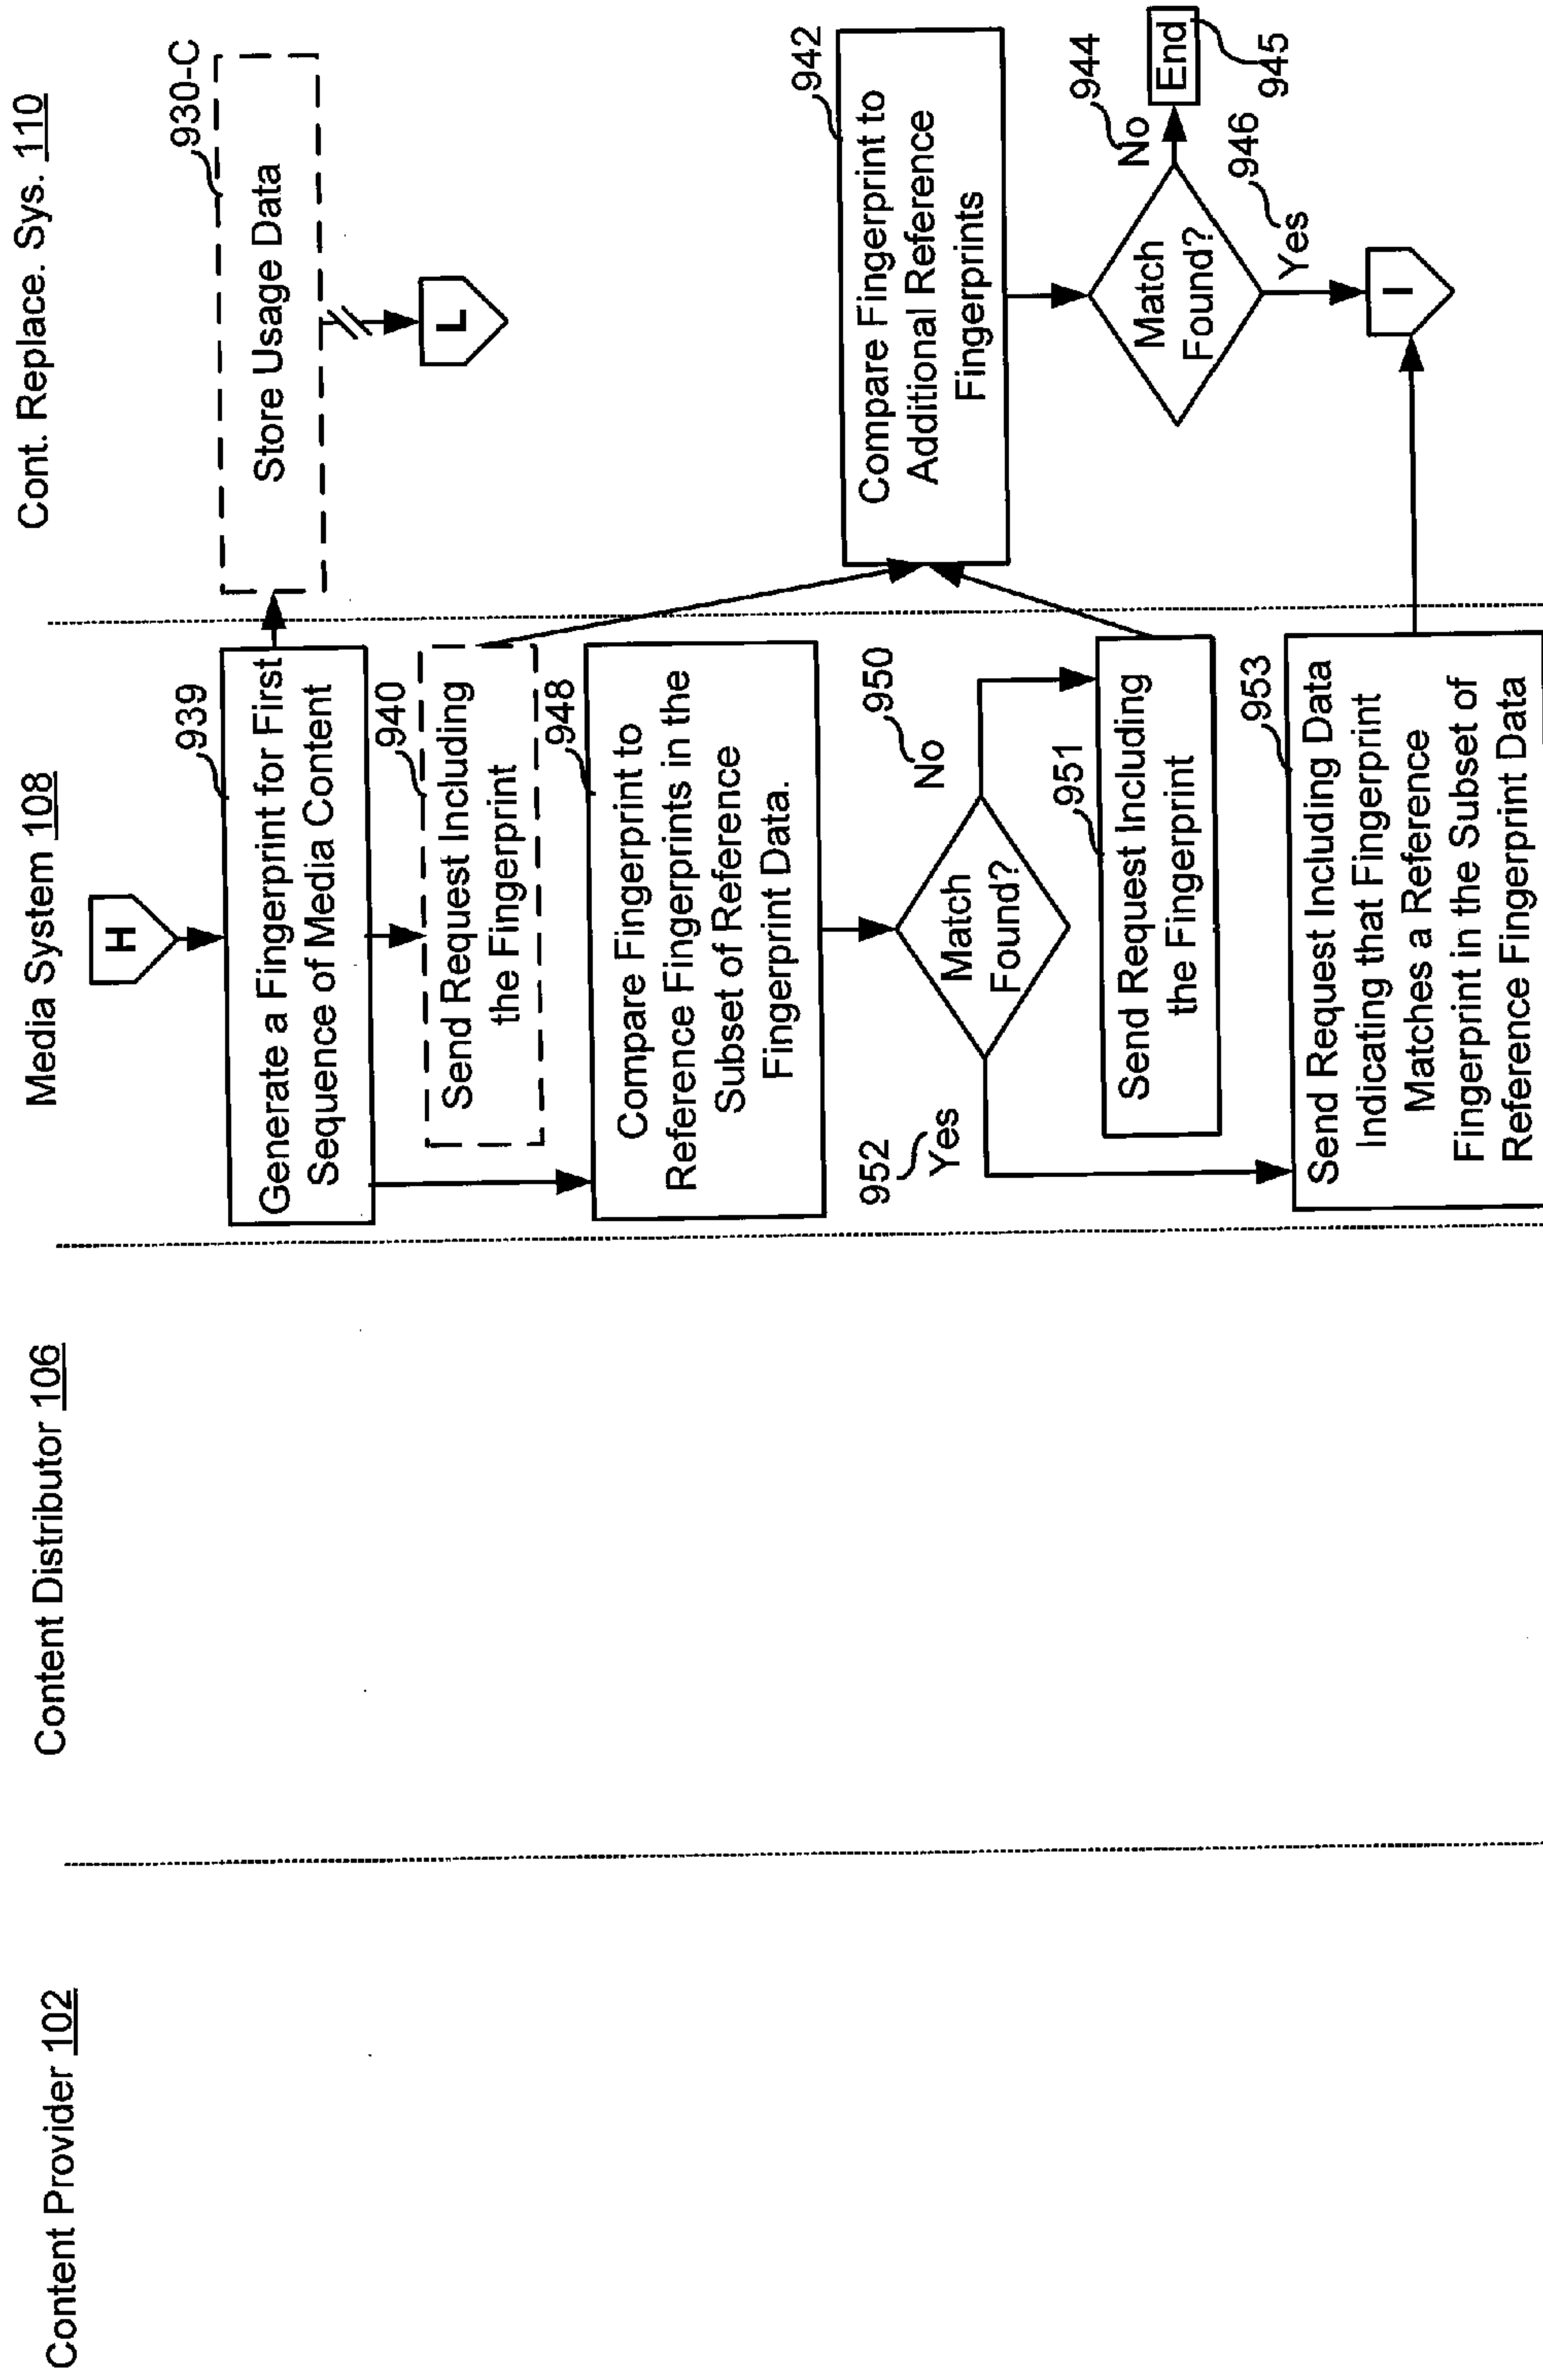 Content Provider 102
Content Distributor 106
Media System 108
Cont. Replace. Sys. 110
H
939
Generate a Fingerprint for First
Sequence of Media Content
930-C
Store Usage Data
L
940
Send Request Including
the Fingerprint
948
Compare Fingerprint to
Reference Fingerprints in the
Subset of Reference
Fingerprint Data.
942
Compare Fingerprint to
Additional Reference
Fingerprints
Match
Found?
950
No
952
Yes
951
Send Request Including
the Fingerprint
Match
Found?
944
No
End
945
946
Yes
I
953
Send Request Including Data
Indicating that Fingerprint
Matches a Reference
Fingerprint in the Subset of
Reference Fingerprint Data